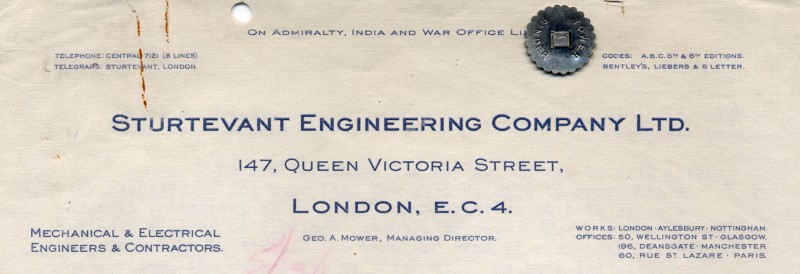 On Admiralty, India and War Office
Telephone: Central 7121 (8 Lines)
Telegrams: Sturtevant, London.
Codes: A.B.C. 5th & 6th Editions.
Bentley's, Liebers & 5 Letter.
Sturtevant Engineering Company Ltd.
147, Queen Victoria Street,
London, E.C.4.
Mechanical & Electrical
Engineers & Contractors.
Geo. A. Mower, Managing Director.
Works: London · Aylesbury · Nottingham.
Offices: 50, Wellington St · Glasgow.
196, Deansgate · Manchester
60, Rue St. Lazare · Paris.